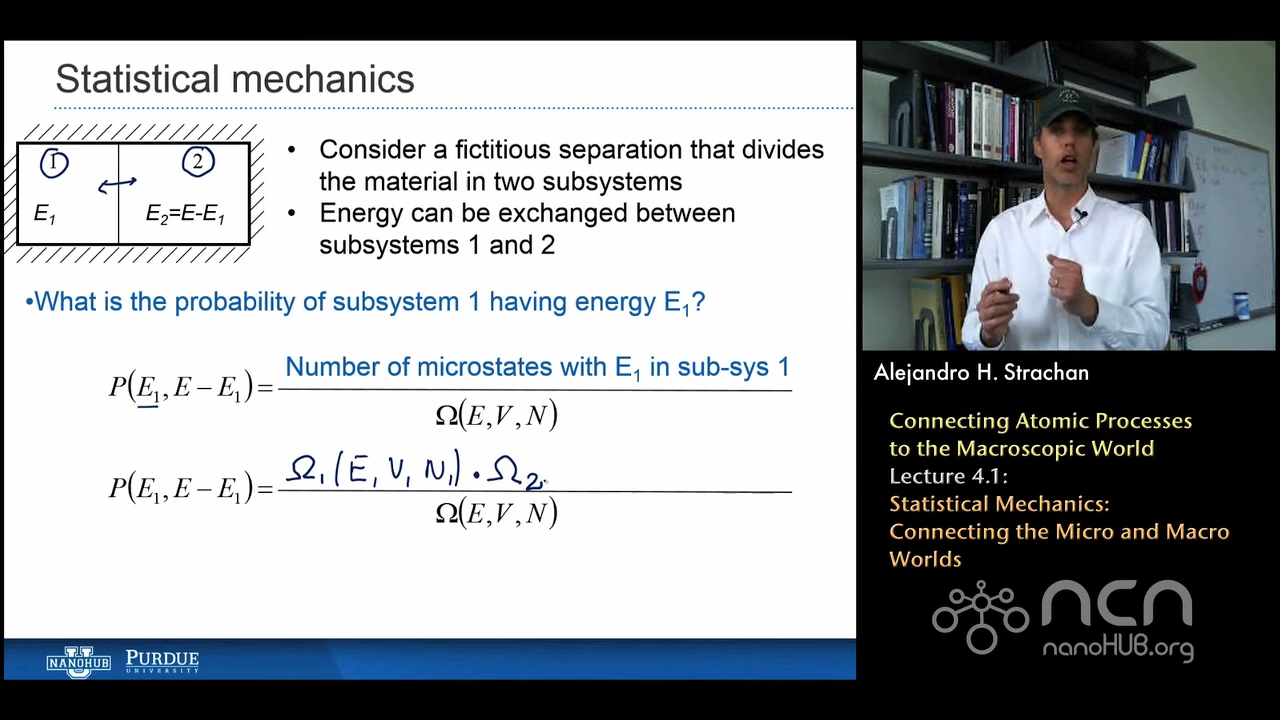 Statistical mechanics
1
2
E₁
E₂=E-E₁
• Consider a fictitious separation that divides
the material in two subsystems
• Energy can be exchanged between
subsystems 1 and 2
•What is the probability of subsystem 1 having energy E₁?
Number of microstates with E₁ in sub-sys 1
P(E₁, E – E₁) =
Ω(E,V,N)
Ω₁(E, V, N₁) · Ω₂
P(E₁, E – E₁) =
Ω(E,V,N)
NANOHUB U
PURDUE
UNIVERSITY
Alejandro H. Strachan
Connecting Atomic Processes
to the Macroscopic World
Lecture 4.1:
Statistical Mechanics:
Connecting the Micro and Macro
Worlds
ncn
nanoHUB.org